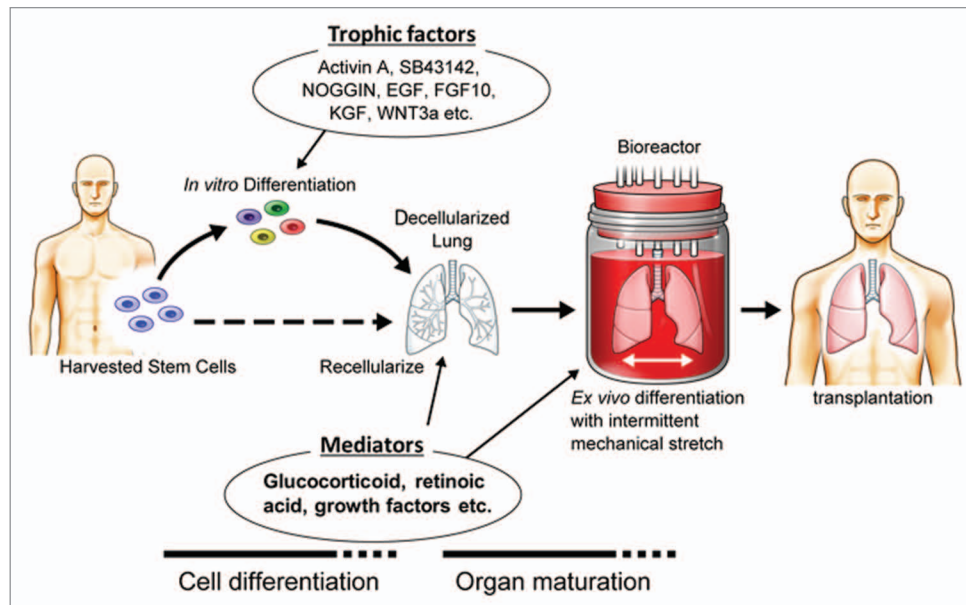 Trophic factors
Activin A, SB43142,
NOGGIN, EGF, FGF10,
KGF, WNT3a etc.
In vitro Differentiation
Bioreactor
Decellularized
Lung
Harvested Stem Cells
Recellularize
Ex vivo differentiation
with intermittent
mechanical stretch
transplantation
Mediators
Glucocorticoid, retinoic
acid, growth factors etc.
Cell differentiation
Organ maturation